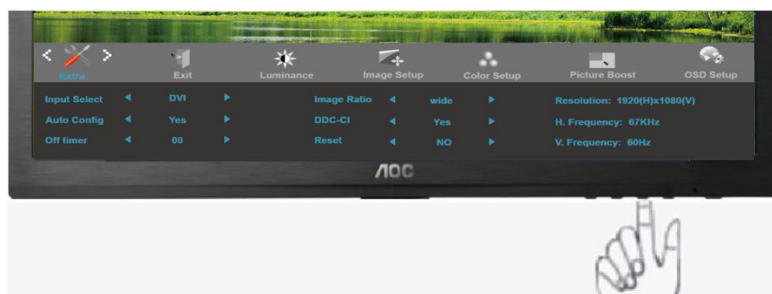 Extra Exit Luminance Image Setup Color Setup Picture Boost OSD Setup
Input Select DVI Image Ratio wide Resolution: 1920(H)x1080(V)
Auto Config Yes DDC-CI Yes H. Frequency: 67KHz
Off timer 00 Reset NO V. Frequency: 60Hz
AOC